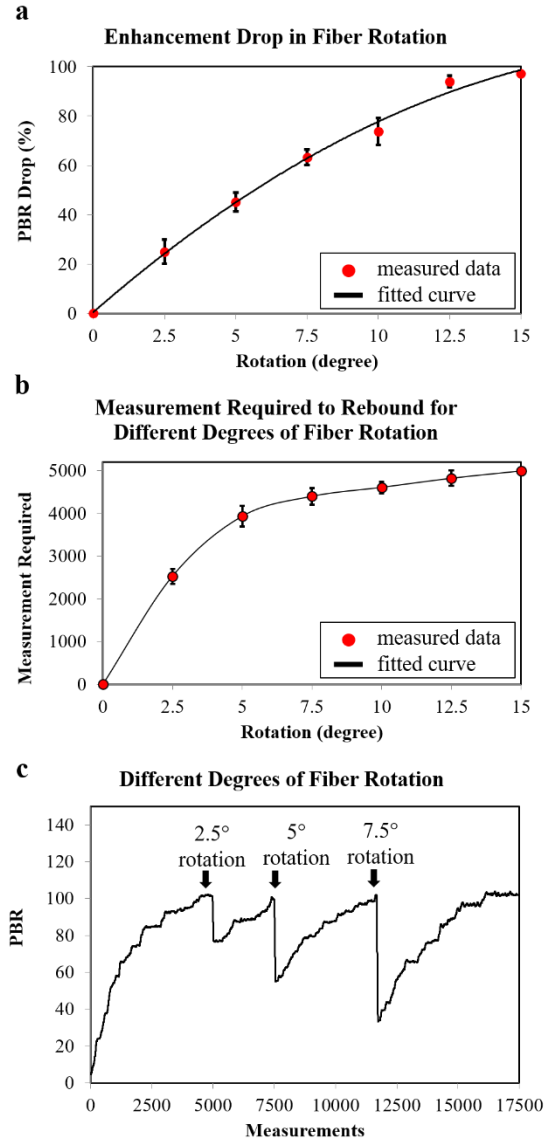 a
Enhancement Drop in Fiber Rotation
PBR Drop (%)
100
80
60
40
20
0
measured data
fitted curve
0 2.5 5 7.5 10 12.5 15
Rotation (degree)
b
Measurement Required to Rebound for
Different Degrees of Fiber Rotation
Measurement Required
5000
4000
3000
2000
1000
0
measured data
fitted curve
0 2.5 5 7.5 10 12.5 15
Rotation (degree)
c
Different Degrees of Fiber Rotation
PBR
140
120
100
80
60
40
20
0
2.5° rotation
5° rotation
7.5° rotation
0 2500 5000 7500 10000 12500 15000 17500
Measurements